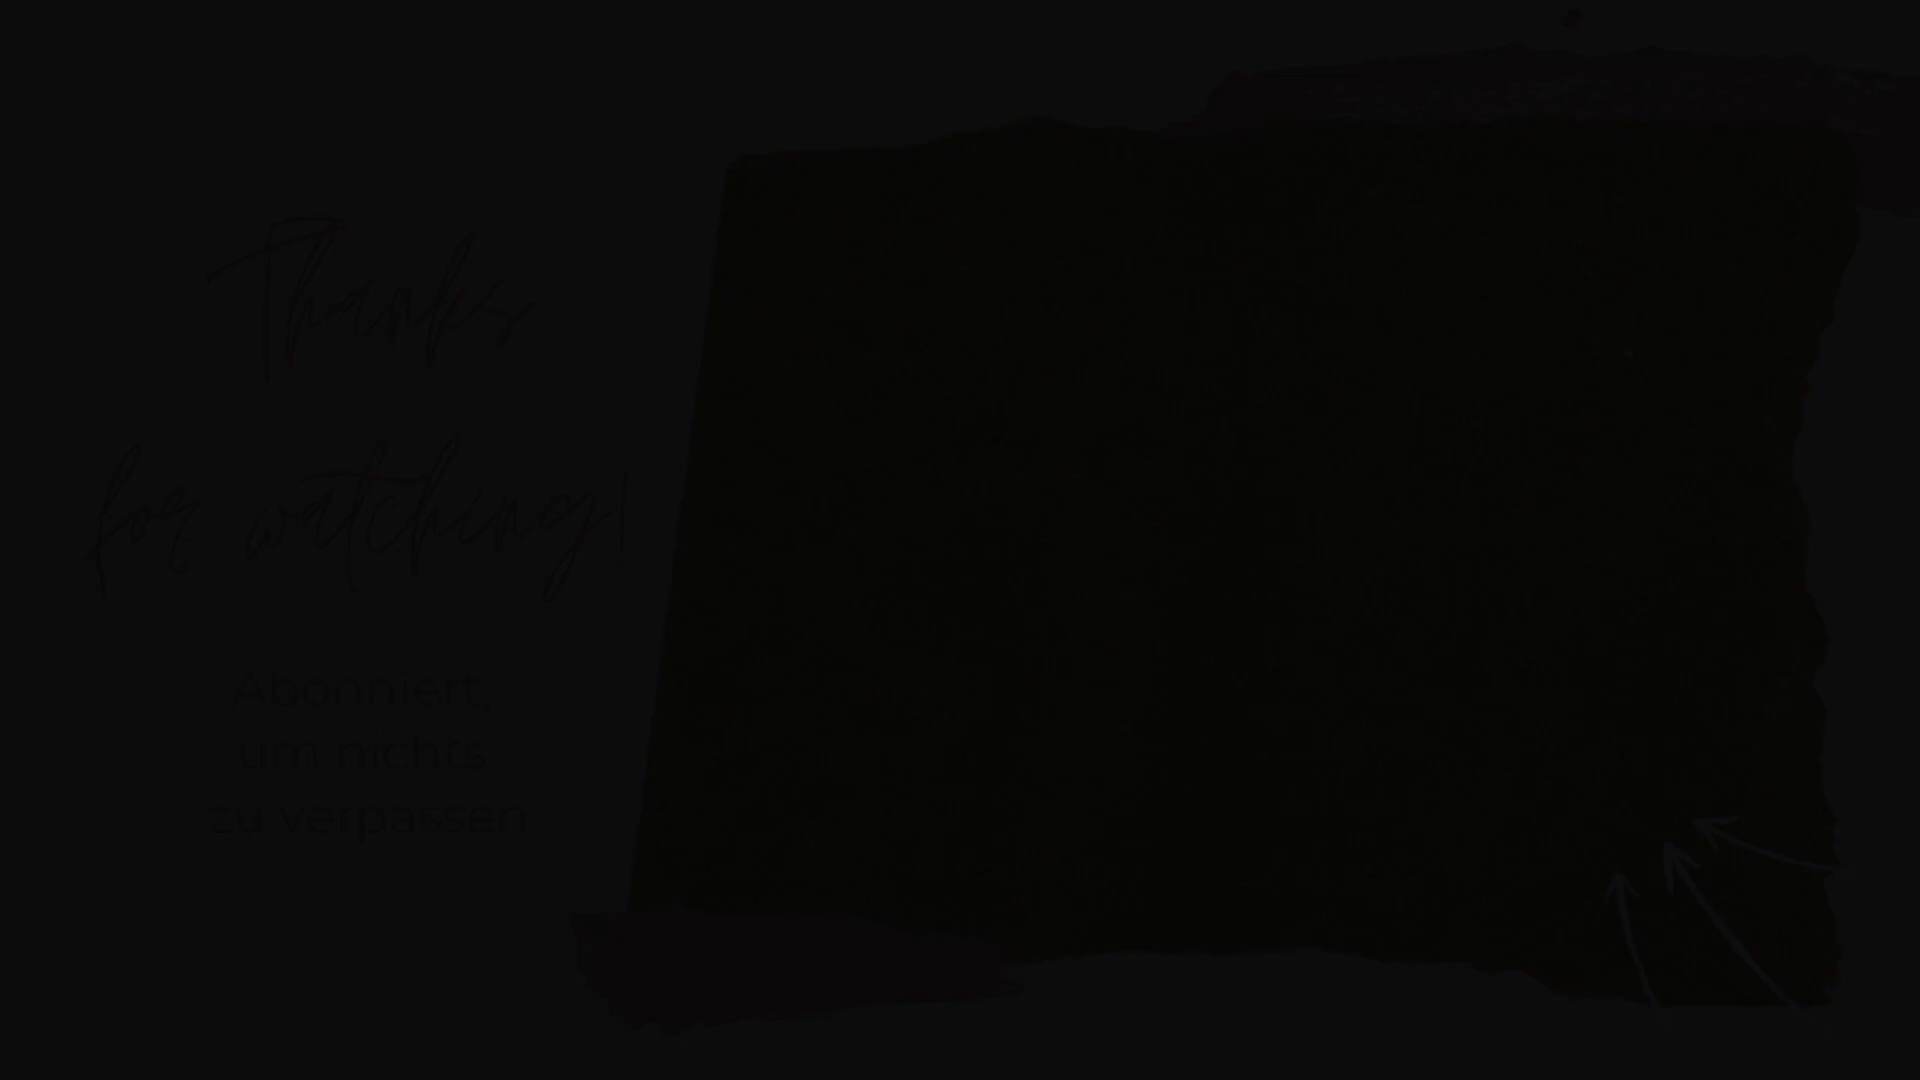 Thanks
for watching!
Abonniert,
um nichts
zu verpassen